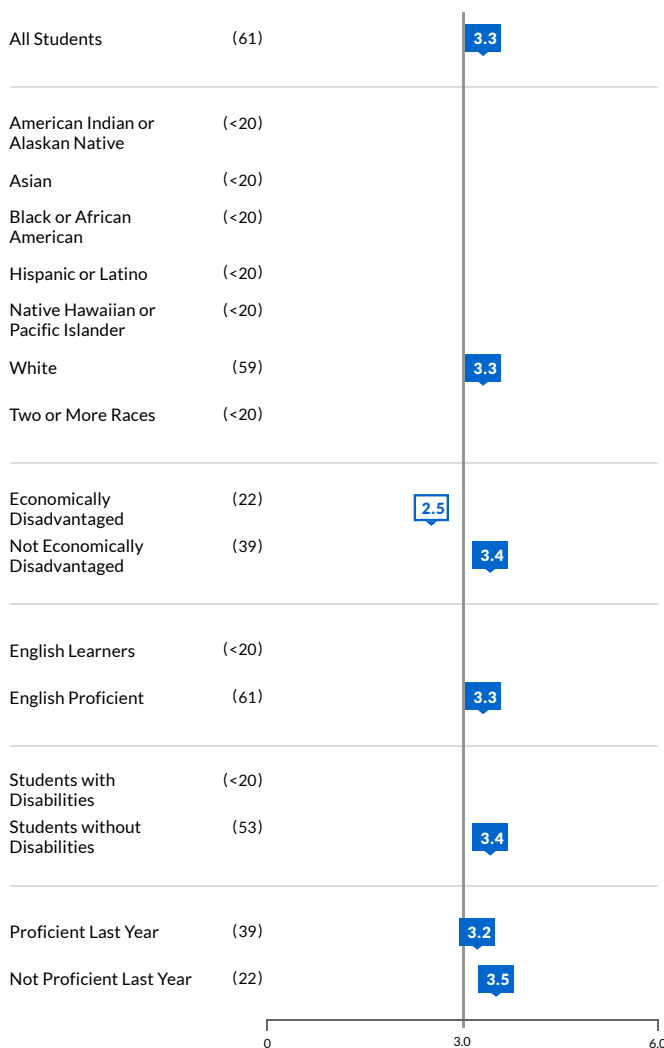 All Students (61) 3.3
American Indian or (<20)
Alaskan Native
Asian (<20)
Black or African (<20)
American
Hispanic or Latino (<20)
Native Hawaiian or (<20)
Pacific Islander
White (59) 3.3
Two or More Races (<20)
Economically (22) 2.5
Disadvantaged
Not Economically (39) 3.4
Disadvantaged
English Learners (<20)
English Proficient (61) 3.3
Students with (<20)
Disabilities
Students without (53) 3.4
Disabilities
Proficient Last Year (39) 3.2
Not Proficient Last Year (22) 3.5
0 3.0 6.0